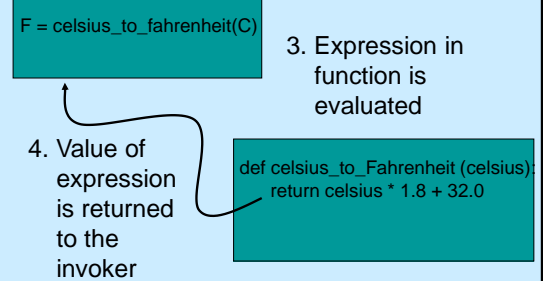 F = celsius_to_fahrenheit(C)
3. Expression in
function is
evaluated
4. Value of
expression
is returned
to the
invoker
def celsius_to_Fahrenheit (celsius):
return celsius * 1.8 + 32.0